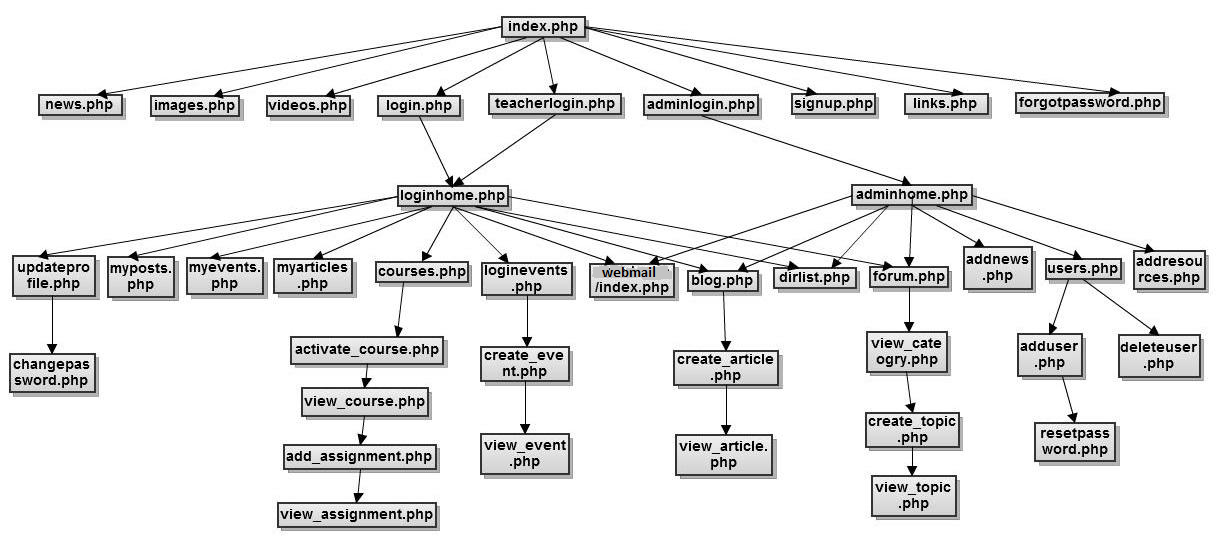 index.php
news.php
images.php
videos.php
login.php
teacherlogin.php
adminlogin.php
signup.php
links.php
forgotpassword.php
loginhome.php
adminhome.php
updatepro
file.php
myposts.
php
myevents.
php
myarticles
.php
courses.php
loginevents
.php
webmail
/index.php
blog.php
dirlist.php
forum.php
addnews
.php
users.php
addresou
rces.php
changepas
sword.php
activate_course.php
create_eve
nt.php
create_article
.php
view_cate
ogry.php
adduser
.php
deleteuser
.php
view_course.php
add_assignment.php
view_event
.php
view_article.
php
create_topic
.php
resetpass
word.php
view_assignment.php
view_topic
.php